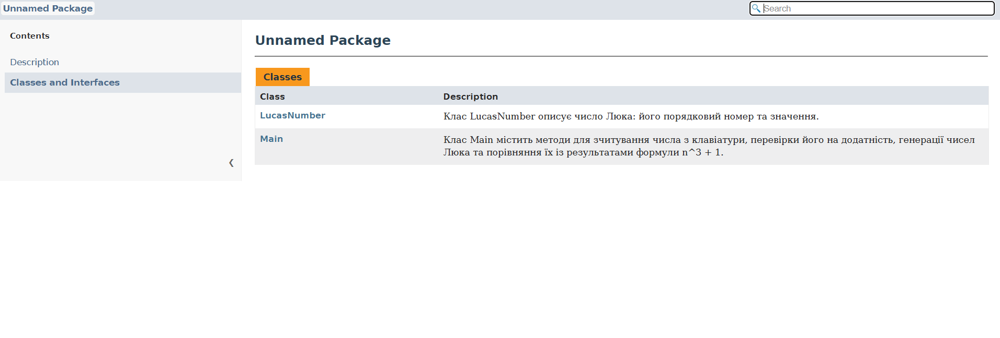 Unnamed Package
Search
Contents
Description
Classes and Interfaces
Unnamed Package
Classes
Class Description
LucasNumber Клас LucasNumber описує число Люка: його порядковий номер та значення.
Main Клас Main містить методи для зчитування числа з клавіатури, перевірки його на додатність, генерації чисел
Люка та порівняння їх із результатами формули n^3 + 1.